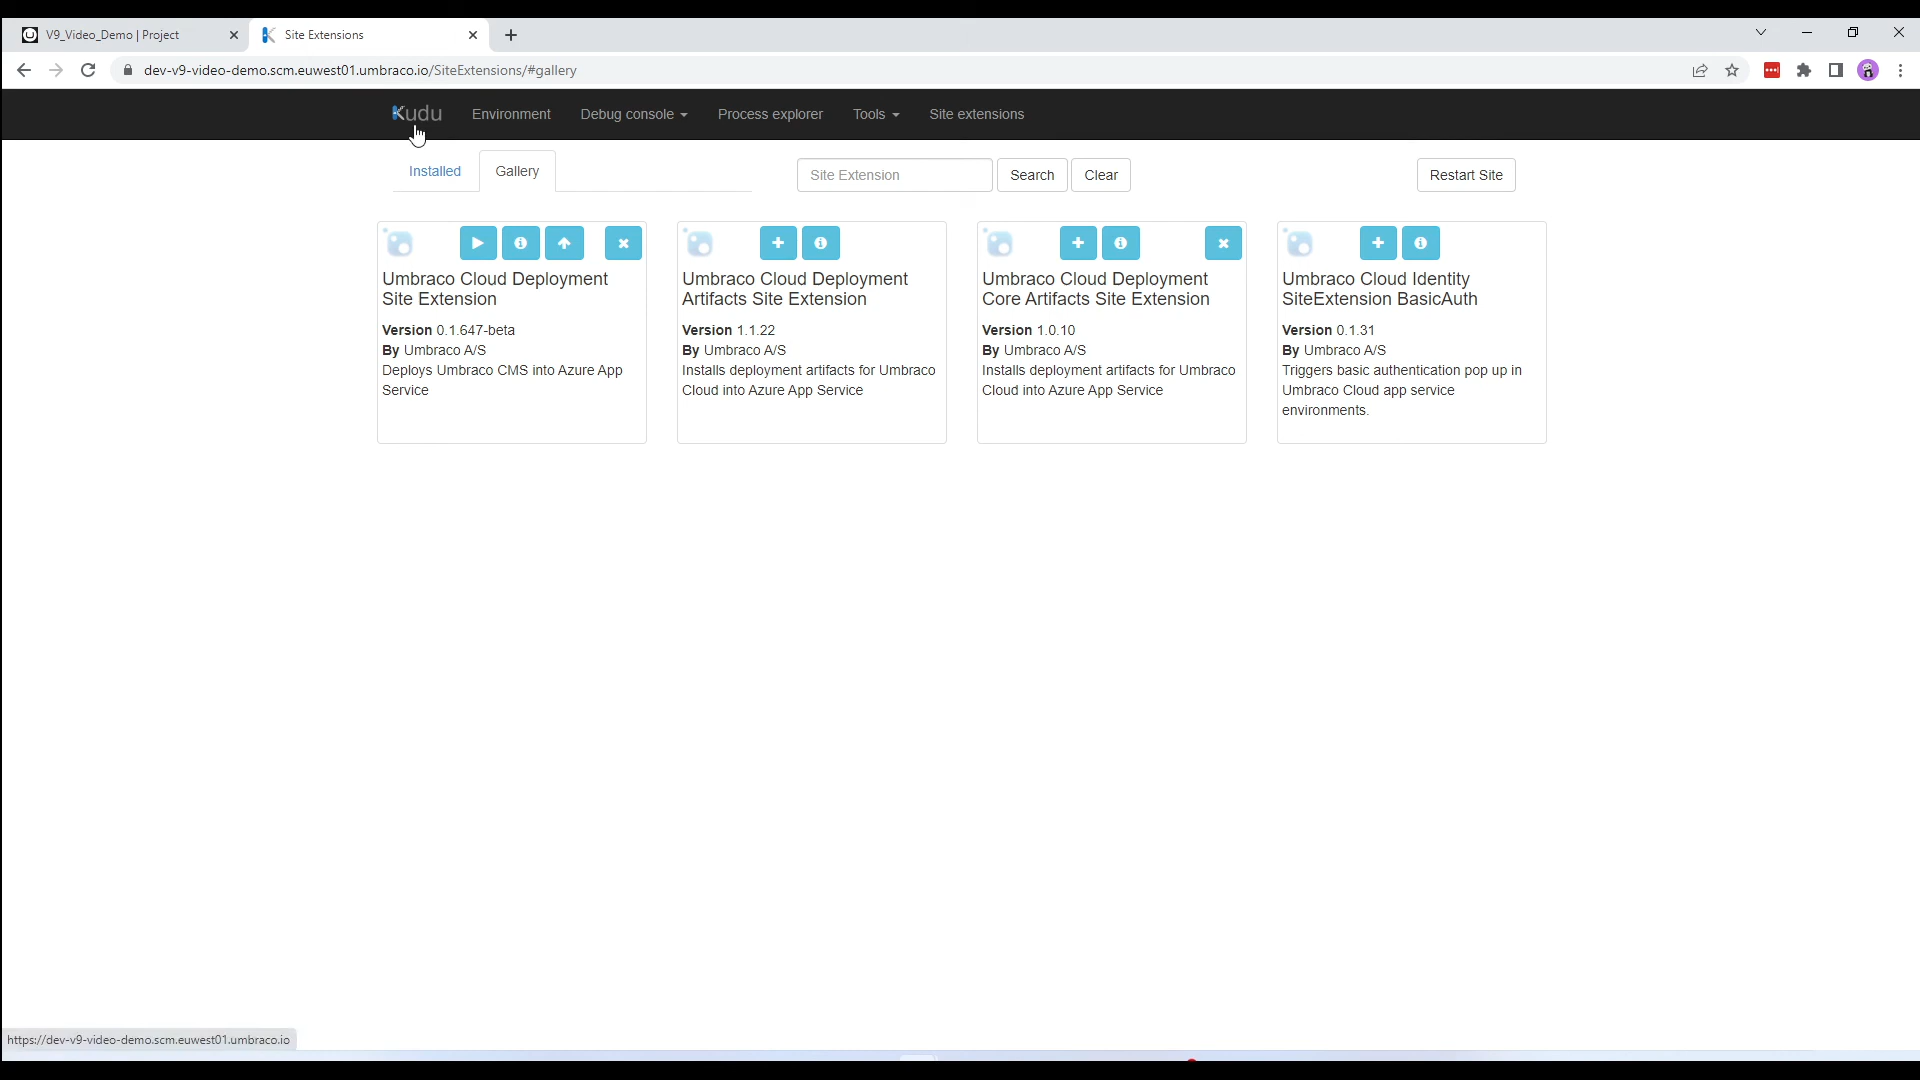 V9_Video_Demo | Project
Site Extensions
dev-v9-video-demo.scm.euwest01.umbraco.io/SiteExtensions/#gallery
Kudu Environment Debug console Process explorer Tools Site extensions
Installed Gallery Site Extension Search Clear Restart Site
Umbraco Cloud Deployment
Site Extension
Version 0.1.647-beta
By Umbraco A/S
Deploys Umbraco CMS into Azure App
Service
Umbraco Cloud Deployment
Artifacts Site Extension
Version 1.1.22
By Umbraco A/S
Installs deployment artifacts for Umbraco
Cloud into Azure App Service
Umbraco Cloud Deployment
Core Artifacts Site Extension
Version 1.0.10
By Umbraco A/S
Installs deployment artifacts for Umbraco
Cloud into Azure App Service
Umbraco Cloud Identity
SiteExtension BasicAuth
Version 0.1.31
By Umbraco A/S
Triggers basic authentication pop up in
Umbraco Cloud app service
environments.
https://dev-v9-video-demo.scm.euwest01.umbraco.io